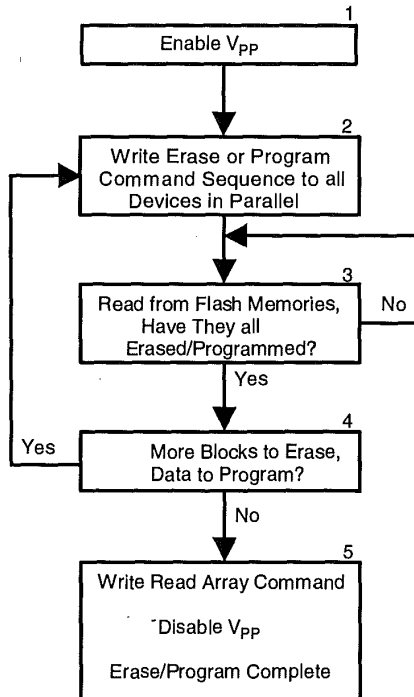 1
Enable VPP
2
Write Erase or Program
Command Sequence to all
Devices in Parallel
3
Read from Flash Memories,
Have They all
Erased/Programmed?
No
Yes
4
More Blocks to Erase,
Data to Program?
Yes
No
5
Write Read Array Command
Disable VPP
Erase/Program Complete